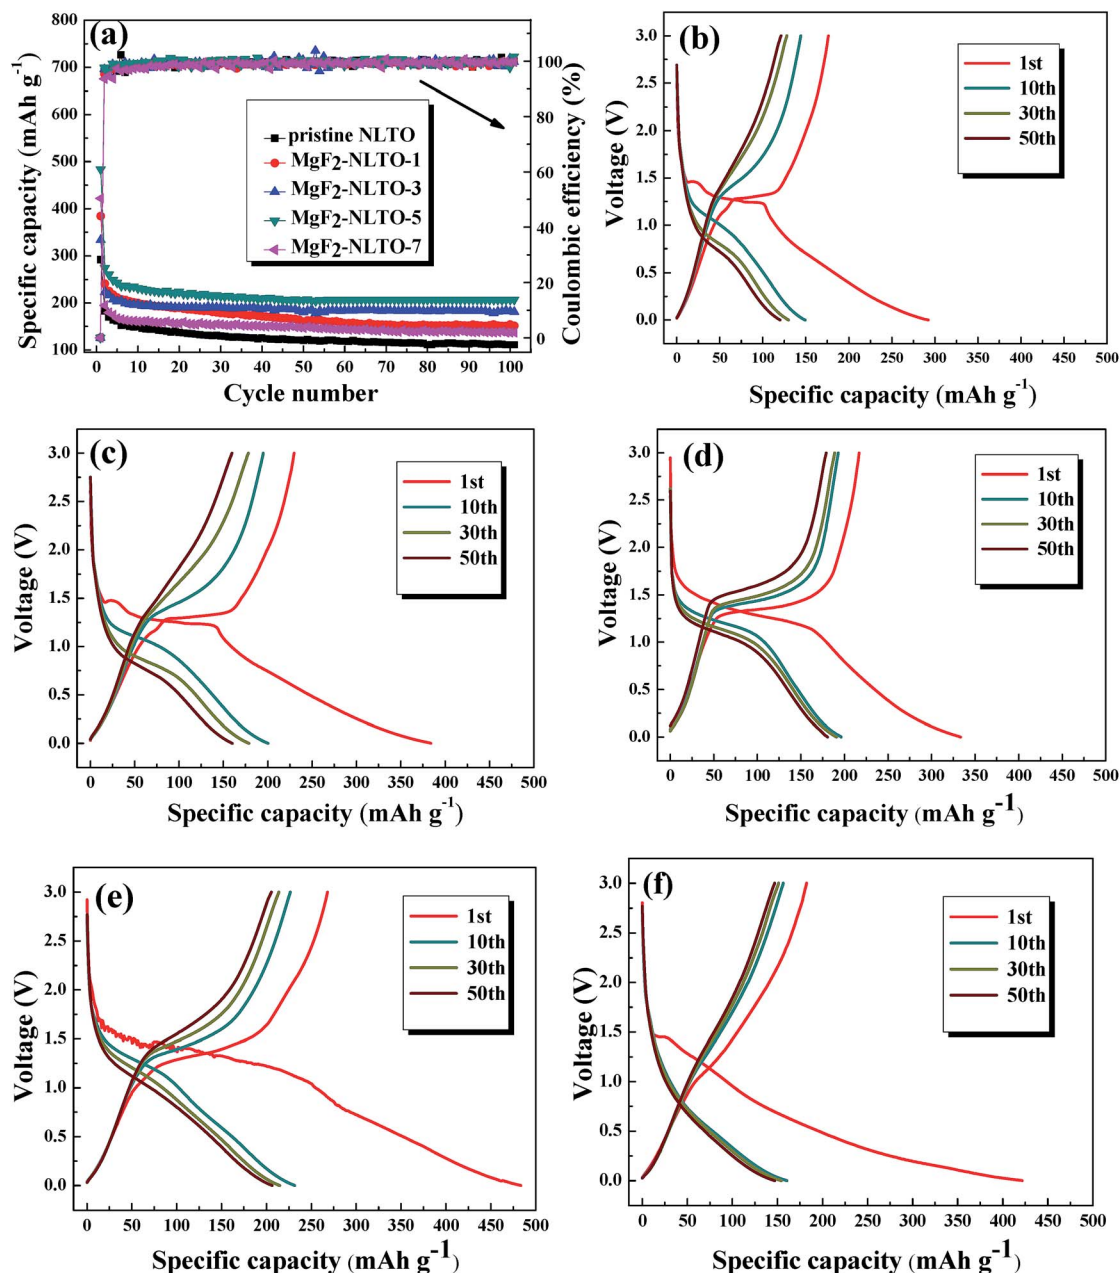 (a)
Specific capacity (mAh g-1)
800
700
600
500
400
300
200
100
pristine NLTO
MgF2-NLTO-1
MgF2-NLTO-3
MgF2-NLTO-5
MgF2-NLTO-7
0 10 20 30 40 50 60 70 80 90 100
Cycle number
100
80
60
40
20
0
Coulombic efficiency (%)
(b)
Voltage (V)
3.0
2.5
2.0
1.5
1.0
0.5
0.0
1st
10th
30th
50th
0 50 100 150 200 250 300 350 400 450 500
Specific capacity (mAh g-1)
(c)
Voltage (V)
3.0
2.5
2.0
1.5
1.0
0.5
0.0
1st
10th
30th
50th
0 50 100 150 200 250 300 350 400 450 500
Specific capacity (mAh g-1)
(d)
Voltage (V)
3.0
2.5
2.0
1.5
1.0
0.5
0.0
1st
10th
30th
50th
0 50 100 150 200 250 300 350 400 450 500
Specific capacity (mAh g-1)
(e)
Voltage (V)
3.0
2.5
2.0
1.5
1.0
0.5
0.0
1st
10th
30th
50th
0 50 100 150 200 250 300 350 400 450 500
Specific capacity (mAh g-1)
(f)
Voltage (V)
3.0
2.5
2.0
1.5
1.0
0.5
0.0
1st
10th
30th
50th
0 50 100 150 200 250 300 350 400 450 500
Specific capacity (mAh g-1)